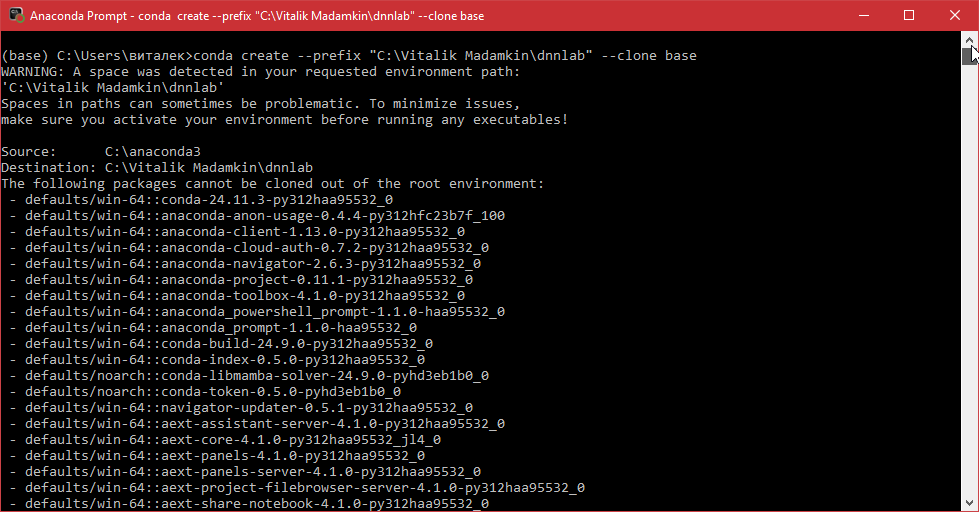 Anaconda Prompt - conda  create --prefix "C:\Vitalik Madamkin\dnnlab" --clone base
(base) C:\Users\виталек>conda create --prefix "C:\Vitalik Madamkin\dnnlab" --clone base
WARNING: A space was detected in your requested environment path:
'C:\Vitalik Madamkin\dnnlab'
Spaces in paths can sometimes be problematic. To minimize issues,
make sure you activate your environment before running any executables!
Source:      C:\anaconda3
Destination: C:\Vitalik Madamkin\dnnlab
The following packages cannot be cloned out of the root environment:
 - defaults/win-64::conda-24.11.3-py312haa95532_0
 - defaults/win-64::anaconda-anon-usage-0.4.4-py312hfc23b7f_100
 - defaults/win-64::anaconda-client-1.13.0-py312haa95532_0
 - defaults/win-64::anaconda-cloud-auth-0.7.2-py312haa95532_0
 - defaults/win-64::anaconda-navigator-2.6.3-py312haa95532_0
 - defaults/win-64::anaconda-project-0.11.1-py312haa95532_0
 - defaults/win-64::anaconda-toolbox-4.1.0-py312haa95532_0
 - defaults/win-64::anaconda_powershell_prompt-1.1.0-haa95532_0
 - defaults/win-64::anaconda_prompt-1.1.0-haa95532_0
 - defaults/win-64::conda-build-24.9.0-py312haa95532_0
 - defaults/win-64::conda-index-0.5.0-py312haa95532_0
 - defaults/noarch::conda-libmamba-solver-24.9.0-pyhd3eb1b0_0
 - defaults/noarch::conda-token-0.5.0-pyhd3eb1b0_0
 - defaults/win-64::navigator-updater-0.5.1-py312haa95532_0
 - defaults/win-64::aext-assistant-server-4.1.0-py312haa95532_0
 - defaults/win-64::aext-core-4.1.0-py312haa95532_jl4_0
 - defaults/win-64::aext-panels-4.1.0-py312haa95532_0
 - defaults/win-64::aext-panels-server-4.1.0-py312haa95532_0
 - defaults/win-64::aext-project-filebrowser-server-4.1.0-py312haa95532_0
 - defaults/win-64::aext-share-notebook-4.1.0-py312haa95532_0